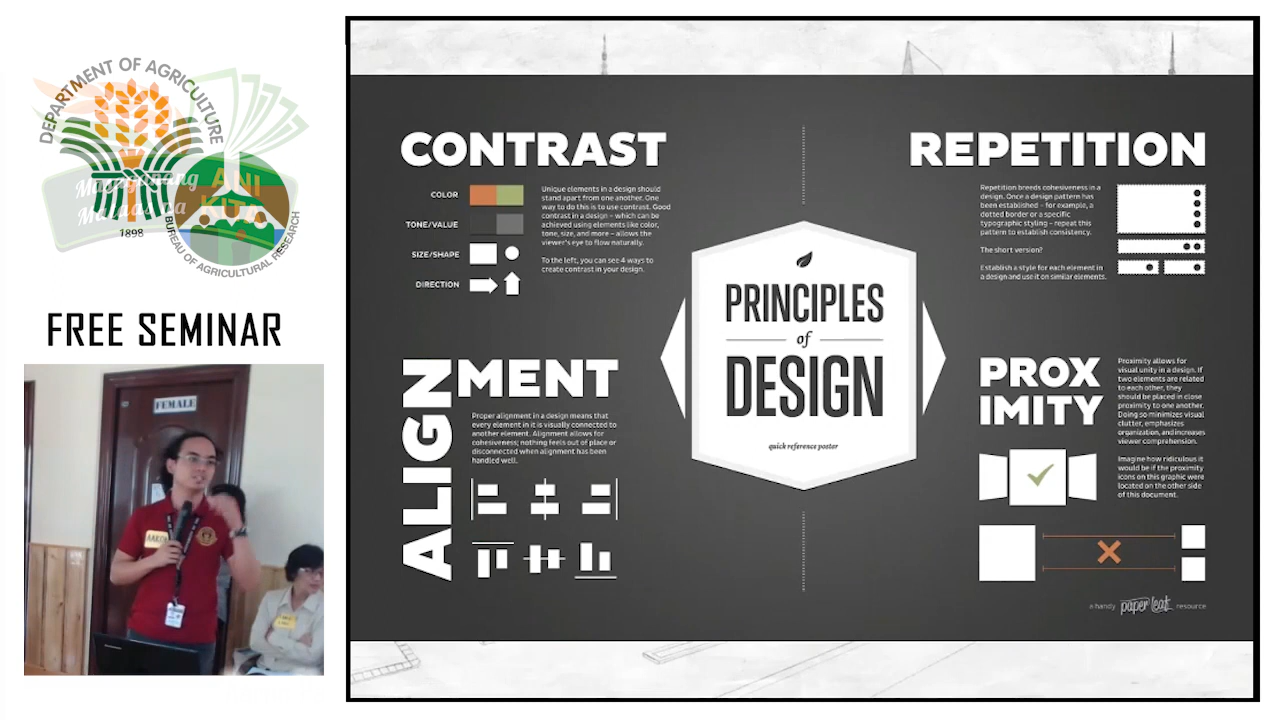 DEPARTMENT OF AGRICULTURE
Masaganang
Maladasna
ANI
KITA
1898
BUREAU OF AGRICULTURAL RESEARCH
FREE SEMINAR
FEMALE
CONTRAST
COLOR
TONE/VALUE
SIZE/SHAPE
DIRECTION
Unique elements in a design should
stand apart from one another. One
way to do this is to use contrast. Good
contrast in a design – which can be
achieved using elements like color,
tone, size, and more – allows the
viewer's eye to flow naturally.
To the left, you can see 4 ways to
create contrast in your design.
ALIGNMENT
Proper alignment in a design means that
every element in it is visually connected to
another element. Alignment allows for
cohesiveness; nothing feels out of place or
disconnected when alignment has been
handled well.
PRINCIPLES
of
DESIGN
quick reference poster
REPETITION
Repetition breeds cohesiveness in a
design. Once a design pattern has
been established – for example, a
dotted border or a specific
typographic styling – repeat this
pattern to establish consistency.
The short version?
Establish a style for each element in
a design and use it on similar elements.
PROX
IMITY
Proximity allows for
visual unity in a design. If
two elements are related
to each other, they
should be placed in close
proximity to one another.
Doing so minimizes visual
clutter, emphasizes
organization, and increases
viewer comprehension.
Imagine how ridiculous it
would be if the proximity
icons on this graphic were
located on the other side
of this document.
a handy paper leaf resource